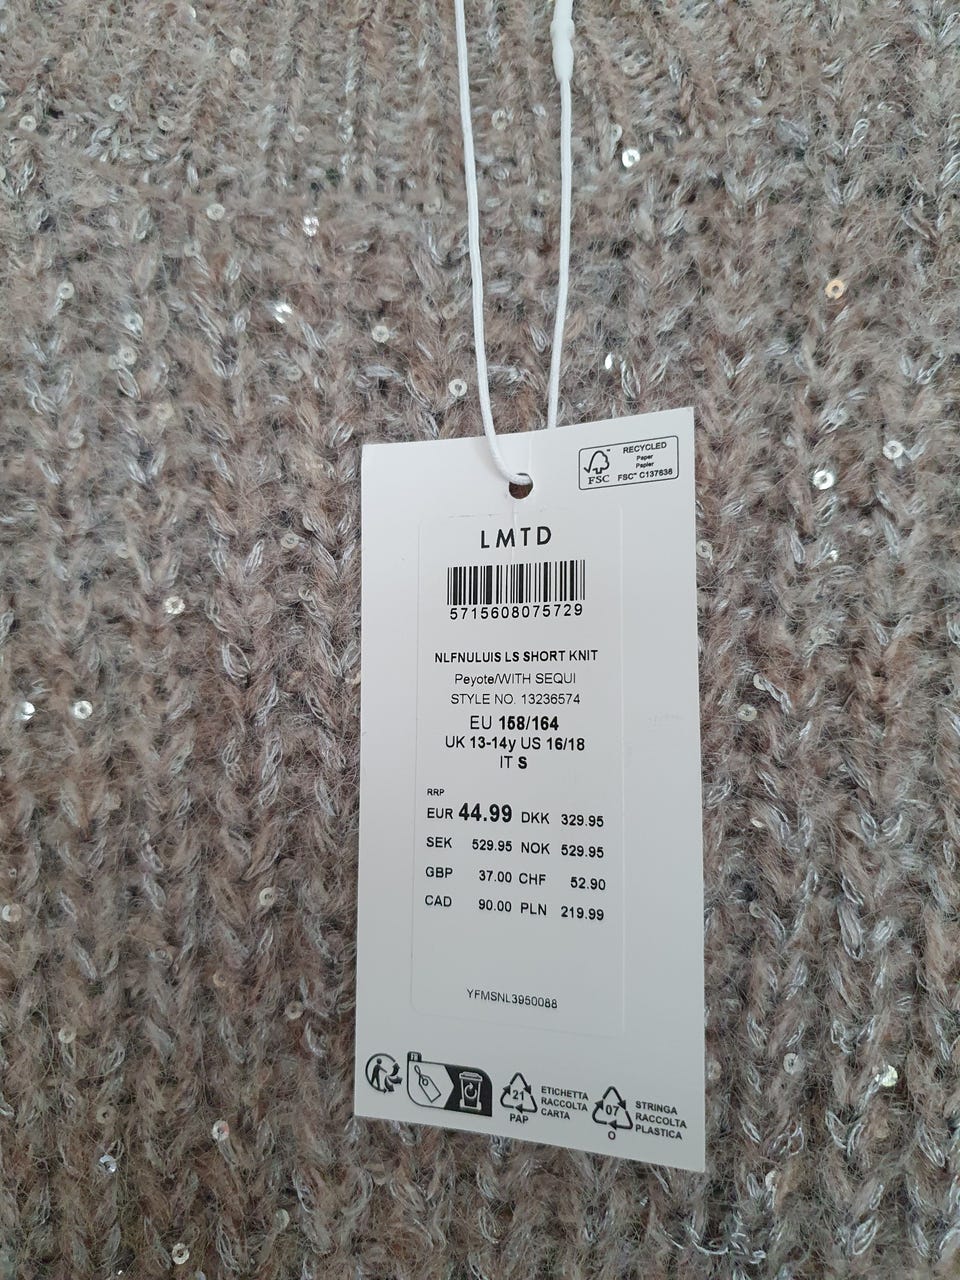 RECYCLED
Paper
Papier
FSC™ C137636
FSC
LMTD
5715608075729
NLFNULUIS LS SHORT KNIT
Peyote/WITH SEQUI
STYLE NO. 13236574
EU 158/164
UK 13-14y US 16/18
IT S
RRP
EUR 44.99 DKK 329.95
SEK 529.95 NOK 529.95
GBP 37.00 CHF 52.90
CAD 90.00 PLN 219.99
YFMSNL3950088
FR
21
PAP
ETICHETTA
RACCOLTA
CARTA
07
O
STRINGA
RACCOLTA
PLASTICA